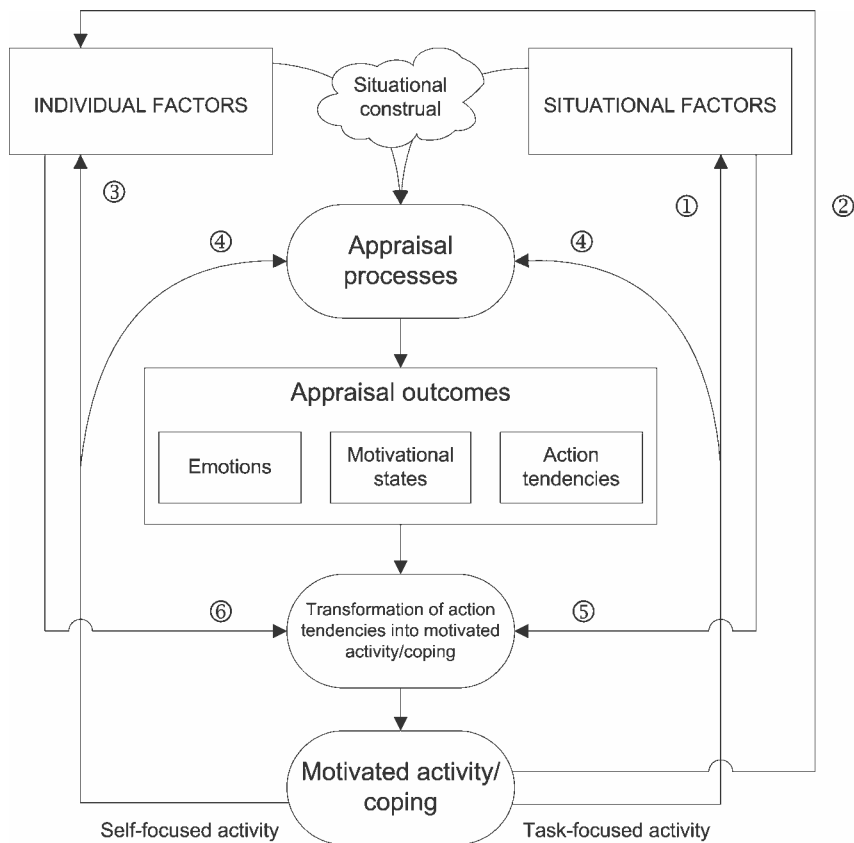 Situational
construal
INDIVIDUAL FACTORS
SITUATIONAL FACTORS
③
①
②
④
④
Appraisal
processes
Appraisal outcomes
Emotions
Motivational
states
Action
tendencies
⑥
⑤
Transformation of action
tendencies into motivated
activity/coping
Motivated activity/
coping
Self-focused activity
Task-focused activity